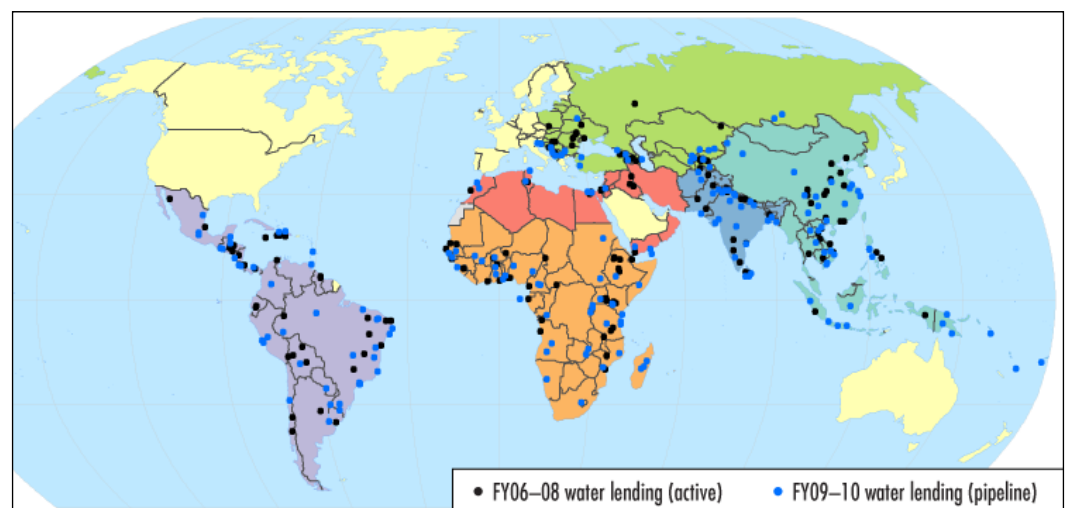 FY06–08 water lending (active)
FY09–10 water lending (pipeline)